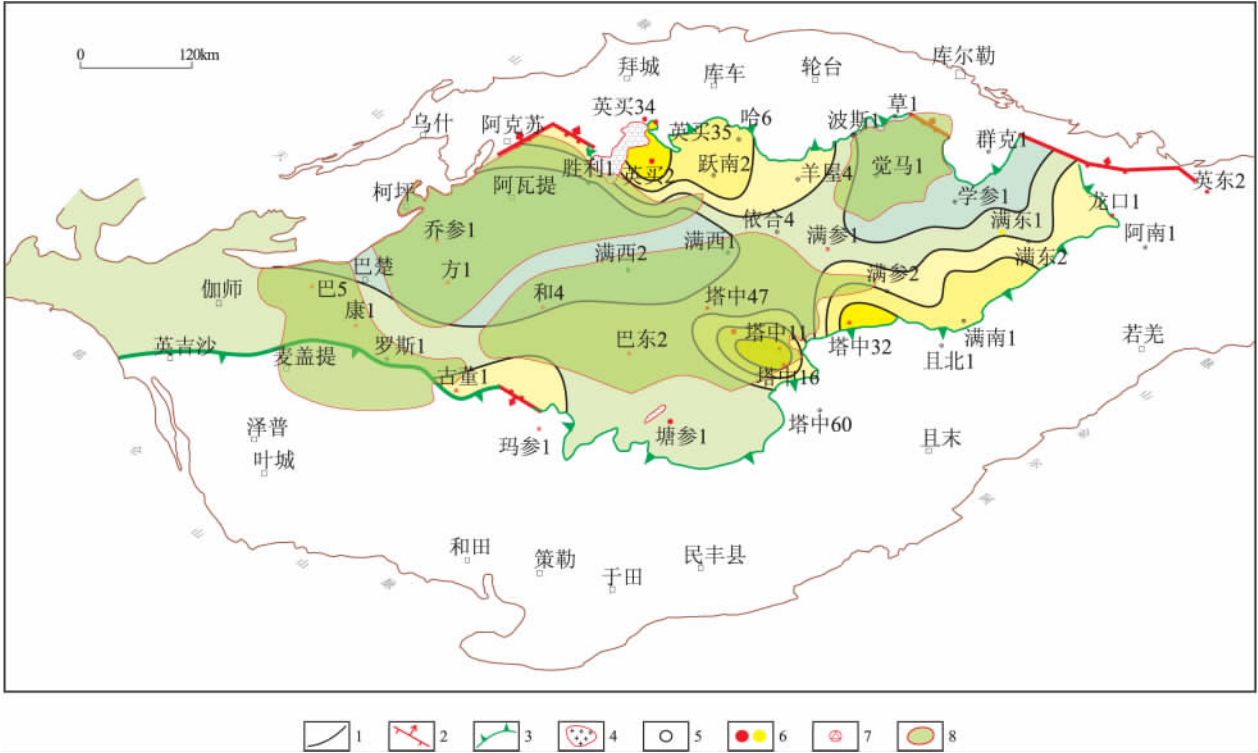 0 120km
库尔勒
拜城
库车
轮台
英买34
草1
哈6
乌什
阿克苏
英买35
波斯1
群克1
胜利1
英买2
跃南2
羊屋4
觉马1
英东2
柯坪
阿瓦提
学参1
龙口1
依合4
满东1
乔参1
满西1
满参1
阿南1
满西2
满东2
巴楚
方1
满参2
伽师
巴5
和4
塔中47
康1
满南1
若羌
英吉沙
罗斯1
巴东2
塔中11
塔中32
且北1
麦盖提
古董1
塔中16
泽普
玛参1
塘参1
塔中60
且末
叶城
和田
策勒
于田
民丰县
1 2 3 4 5 6 7 8